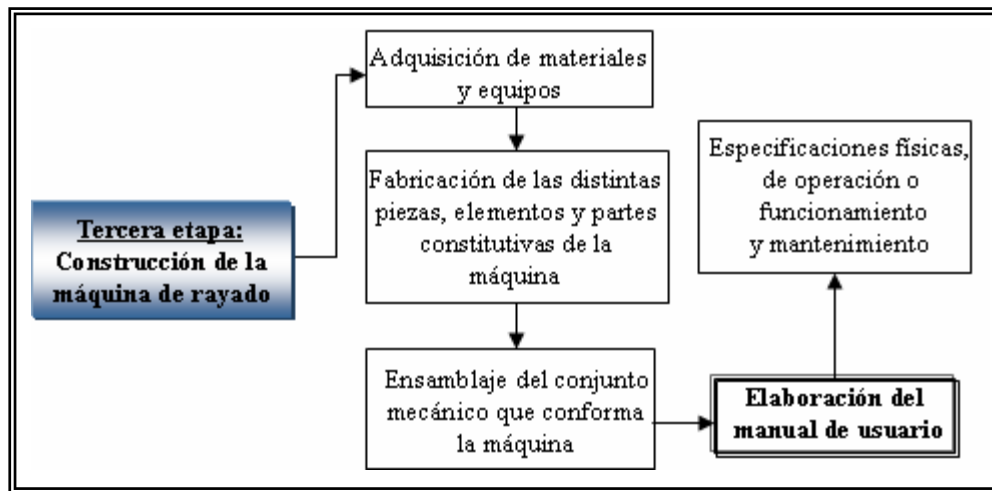 Tercera etapa:
Construcción de la
máquina de rayado
Adquisición de materiales
y equipos
Fabricación de las distintas
piezas, elementos y partes
constitutivas de la
máquina
Ensamblaje del conjunto
mecánico que conforma
la máquina
Elaboración del
manual de usuario
Especificaciones físicas,
de operación o
funcionamiento
y mantenimiento